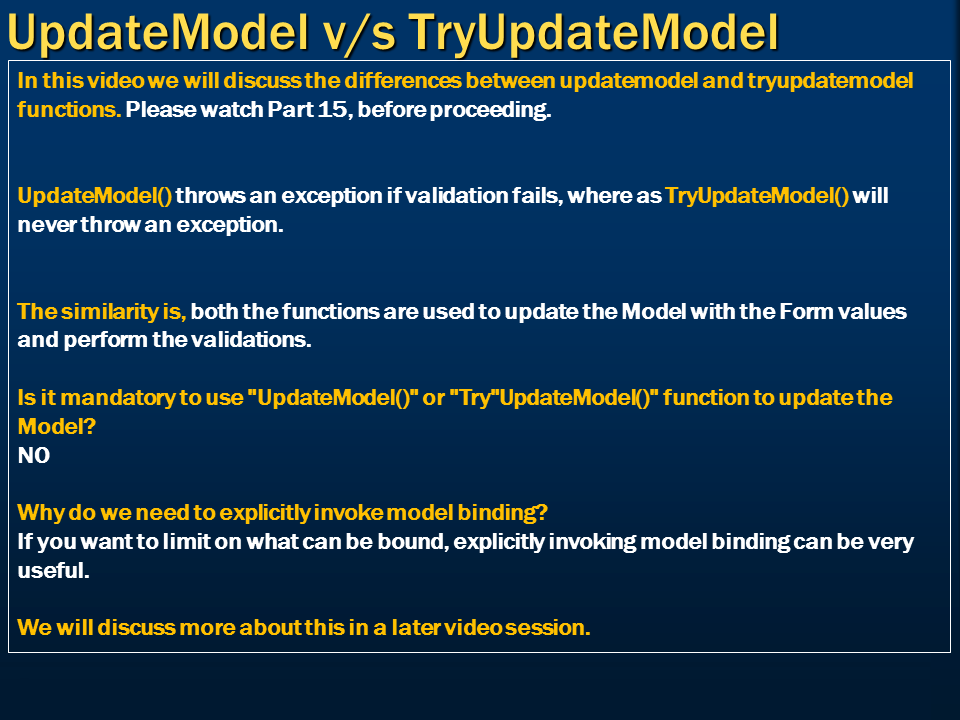 UpdateModel v/s TryUpdateModel
In this video we will discuss the differences between updatemodel and tryupdatemodel
functions. Please watch Part 15, before proceeding.
UpdateModel() throws an exception if validation fails, where as TryUpdateModel() will
never throw an exception.
The similarity is, both the functions are used to update the Model with the Form values
and perform the validations.
Is it mandatory to use "UpdateModel()" or "Try"UpdateModel()" function to update the
Model?
NO
Why do we need to explicitly invoke model binding?
If you want to limit on what can be bound, explicitly invoking model binding can be very
useful.
We will discuss more about this in a later video session.